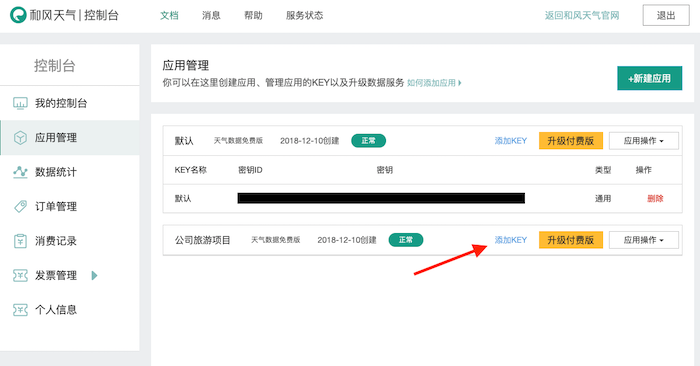 和风天气|控制台 文档 消息 帮助 服务状态 返回和风天气官网 退出
控制台
我的控制台
应用管理
数据统计
订单管理
消费记录
发票管理
个人信息
应用管理
你可以在这里创建应用、管理应用的KEY以及升级数据服务 如何添加应用
+新建应用
默认 天气数据免费版 2018-12-10创建 正常 添加KEY 升级付费版 应用操作
KEY名称 密钥ID 密钥 类型 操作
默认 通用 删除
公司旅游项目 天气数据免费版 2018-12-10创建 正常 添加KEY 升级付费版 应用操作